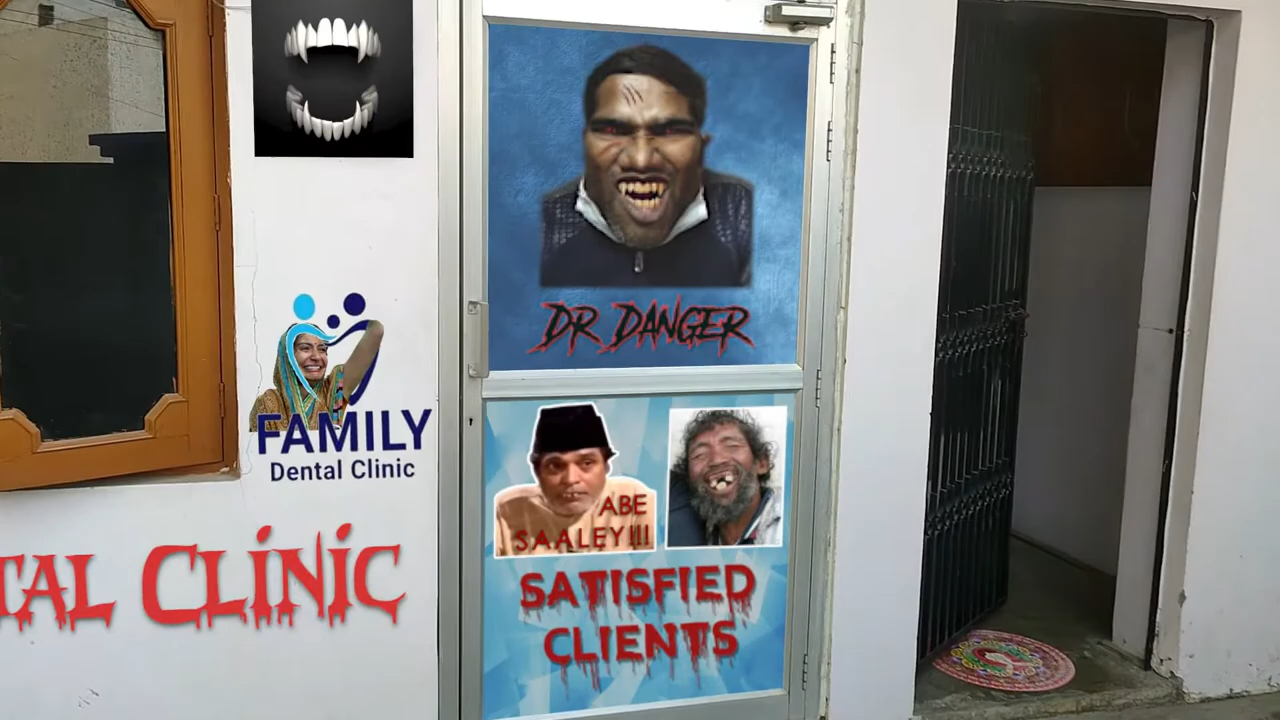 FAMILY
Dental Clinic
TAL CLiNiC
DR DANGER
ABE
SAALEY!!!
SATISFIED
CLIENTS